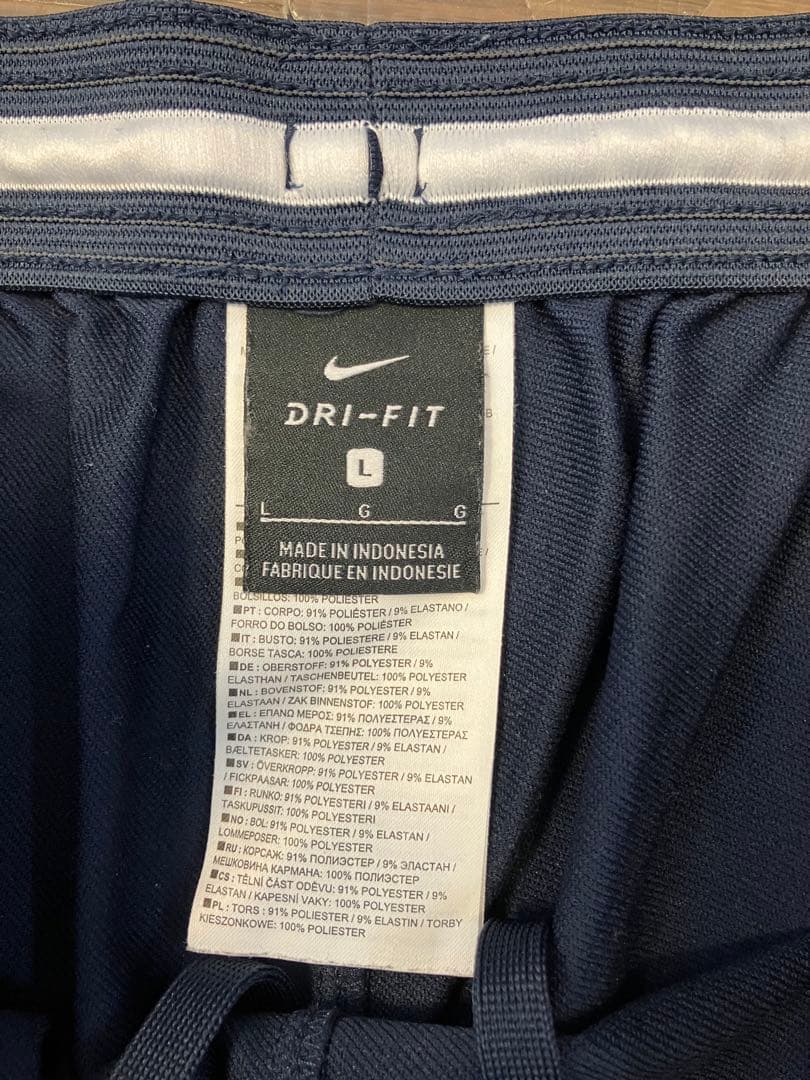 DRI-FIT
L
L G G
MADE IN INDONESIA
FABRIQUE EN INDONESIE
BOLSILLOS: 100% POLIÉSTER
PT : CORPO: 91% POLIÉSTER / 9% ELASTANO /
FORRO DO BOLSO: 100% POLIÉSTER
IT : BUSTO: 91% POLIESTERE / 9% ELASTAN /
BORSE TASCA: 100% POLIESTERE
DE : OBERSTOFF: 91% POLYESTER / 9%
ELASTHAN / TASCHENBEUTEL: 100% POLYESTER
NL : BOVENSTOF: 91% POLYESTER / 9%
ELASTAAN / ZAK BINNENSTOF: 100% POLYESTER
EL : ΕΠΑΝΩ ΜΕΡΟΣ: 91% ΠΟΛΥΕΣΤΕΡΑΣ / 9%
ΕΛΑΣΤΑΝΗ / ΦΟΔΡΑ ΤΣΕΠΗΣ: 100% ΠΟΛΥΕΣΤΕΡΑΣ
DA : KROP: 91% POLYESTER / 9% ELASTAN /
BÆLTETASKER: 100% POLYESTER
SV : ÖVERKROPP: 91% POLYESTER / 9% ELASTAN
/ FICKPAASAR: 100% POLYESTER
FI : RUNKO: 91% POLYESTERI / 9% ELASTAANI /
TASKUPUSSIT: 100% POLYESTERI
NO : BOL: 91% POLYESTER / 9% ELASTAN /
LOMMEPOSER: 100% POLYESTER
RU : КОРСАЖ: 91% ПОЛИЭСТЕР / 9% ЭЛАСТАН /
МЕШКОВИНА КАРМАНА: 100% ПОЛИЭСТЕР
CS : TĚLNÍ ČÁST ODĚVU: 91% POLYESTER / 9%
ELASTAN / KAPESNÍ VAKY: 100% POLYESTER
PL : TORS : 91% POLIESTER / 9% ELASTIN / TORBY
KIESZONKOWE: 100% POLIESTER